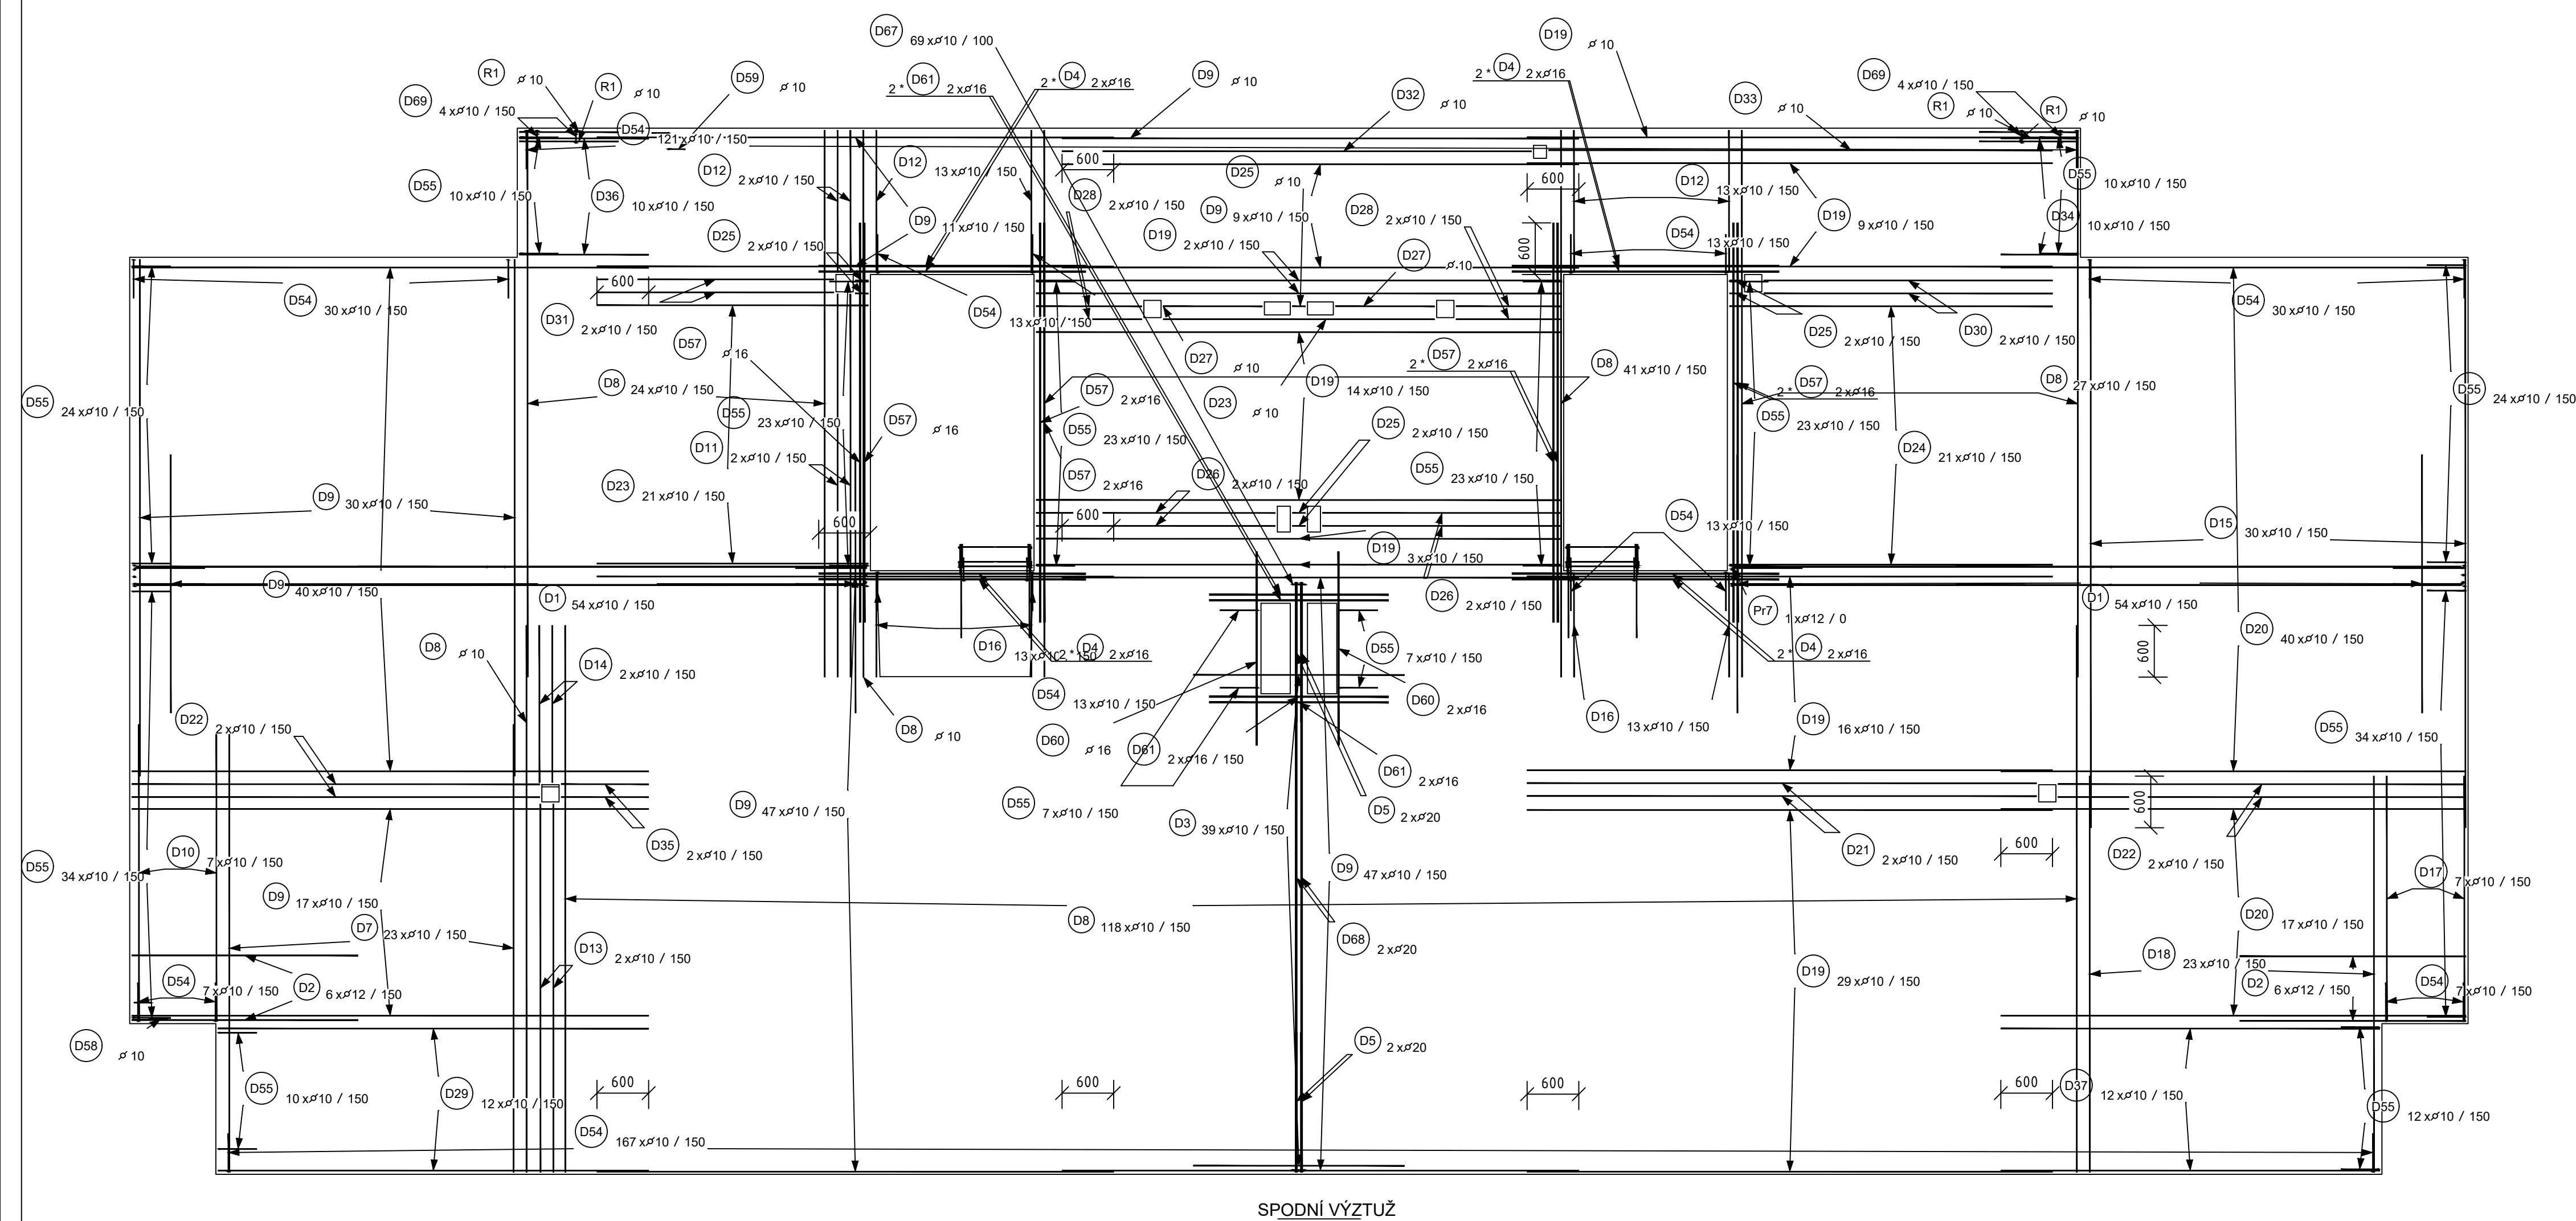 D67 69 x⌀10 / 100
D19 ⌀ 10
R1 ⌀ 10
D59 ⌀ 10
2 * D61 2 x⌀16
2 * D4 2 x⌀16
D9 ⌀ 10
2 * D4 2 x⌀16
D69 4 x⌀10 / 150
R1 ⌀ 10
D69 4 x⌀10 / 150
R1 ⌀ 10
D32 ⌀ 10
D33 ⌀ 10
R1 ⌀ 10
R1 ⌀ 10
D54 121 x⌀10 / 150
D12 2 x⌀10 / 150
D12 13 x⌀10 / 150
600
D25 ⌀ 10
600
D12 13 x⌀10 / 150
D55 10 x⌀10 / 150
D55 10 x⌀10 / 150
D36 10 x⌀10 / 150
D28 2 x⌀10 / 150
D9 9 x⌀10 / 150
D28 2 x⌀10 / 150
D19 9 x⌀10 / 150
D34 10 x⌀10 / 150
D25 2 x⌀10 / 150
D9 11 x⌀10 / 150
D19 2 x⌀10 / 150
600
D54 13 x⌀10 / 150
D27 ⌀ 10
600
D54 30 x⌀10 / 150
D54 30 x⌀10 / 150
D31 2 x⌀10 / 150
D54 13 x⌀10 / 150
D25 2 x⌀10 / 150
D30 2 x⌀10 / 150
D57 ⌀ 16
D27 ⌀ 10
2 * D57 2 x⌀16
D8 41 x⌀10 / 150
D8 24 x⌀10 / 150
D57 2 x⌀16
D19 14 x⌀10 / 150
2 * D57 2 x⌀16
D8 27 x⌀10 / 150
D55 24 x⌀10 / 150
D55 24 x⌀10 / 150
D55 23 x⌀10 / 150
D57 ⌀ 16
D55 23 x⌀10 / 150
D23 ⌀ 10
D25 2 x⌀10 / 150
D55 23 x⌀10 / 150
D11 2 x⌀10 / 150
D24 21 x⌀10 / 150
D57 2 x⌀16
D26 2 x⌀10 / 150
D55 23 x⌀10 / 150
D23 21 x⌀10 / 150
D9 30 x⌀10 / 150
600
600
D54 13 x⌀10 / 150
D15 30 x⌀10 / 150
D19 3 x⌀10 / 150
D9 40 x⌀10 / 150
D1 54 x⌀10 / 150
D26 2 x⌀10 / 150
Pr7 1 x⌀12 / 0
D1 54 x⌀10 / 150
D20 40 x⌀10 / 150
600
D8 ⌀ 10
D14 2 x⌀10 / 150
D16 13 x⌀10 / 150
2 * D4 2 x⌀16
D55 7 x⌀10 / 150
2 * D4 2 x⌀16
D54 13 x⌀10 / 150
D60 2 x⌀16
D22 2 x⌀10 / 150
D8 ⌀ 10
D60 ⌀ 16
D61 2 x⌀16 / 150
D16 13 x⌀10 / 150
D19 16 x⌀10 / 150
D55 34 x⌀10 / 150
D61 2 x⌀16
D9 47 x⌀10 / 150
D55 7 x⌀10 / 150
D3 39 x⌀10 / 150
D5 2 x⌀20
600
D10 7 x⌀10 / 150
D55 34 x⌀10 / 150
D35 2 x⌀10 / 150
D9 47 x⌀10 / 150
D21 2 x⌀10 / 150
600
D22 2 x⌀10 / 150
D17 7 x⌀10 / 150
D9 17 x⌀10 / 150
D7 23 x⌀10 / 150
D8 118 x⌀10 / 150
D20 17 x⌀10 / 150
D13 2 x⌀10 / 150
D68 2 x⌀20
D18 23 x⌀10 / 150
D54 7 x⌀10 / 150
D2 6 x⌀12 / 150
D19 29 x⌀10 / 150
D2 6 x⌀12 / 150
D54 7 x⌀10 / 150
D58 ⌀ 10
D5 2 x⌀20
D55 10 x⌀10 / 150
D29 12 x⌀10 / 150
600
600
600
600
D37 12 x⌀10 / 150
D55 12 x⌀10 / 150
D54 167 x⌀10 / 150
SPODNÍ VÝZTUŽ